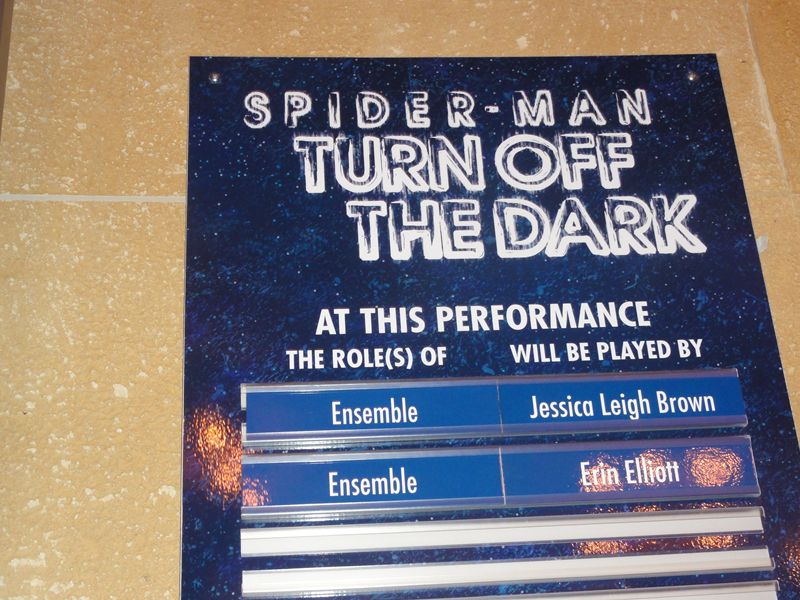 SPIDER-MAN
TURN OFF
THE DARK
AT THIS PERFORMANCE
THE ROLE(S) OF WILL BE PLAYED BY
Ensemble Jessica Leigh Brown
Ensemble Erin Elliott